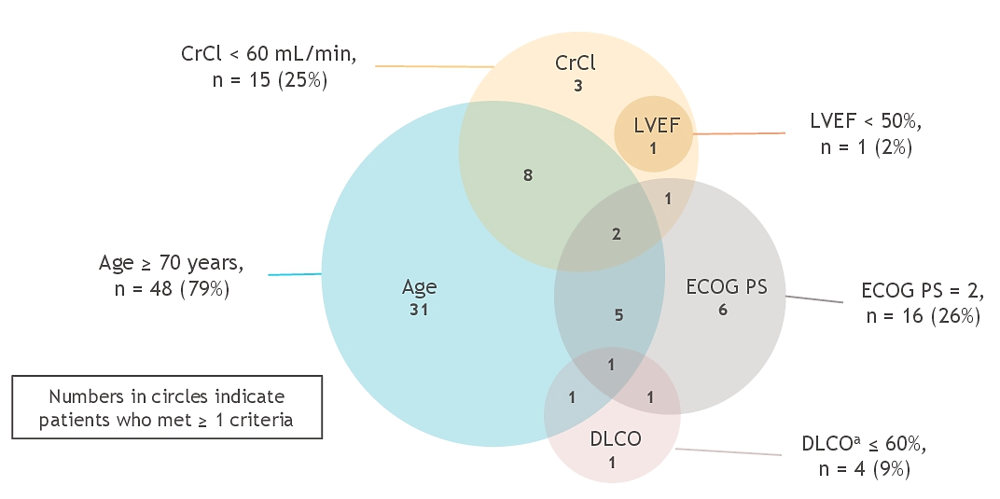 CrCl < 60 mL/min,
n = 15 (25%)
CrCl
3
LVEF
1
LVEF < 50%,
n = 1 (2%)
8
1
2
Age ≥ 70 years,
n = 48 (79%)
Age
31
ECOG PS
6
ECOG PS = 2,
n = 16 (26%)
5
1
1
1
Numbers in circles indicate
patients who met ≥ 1 criteria
DLCO
1
DLCOᵃ ≤ 60%,
n = 4 (9%)